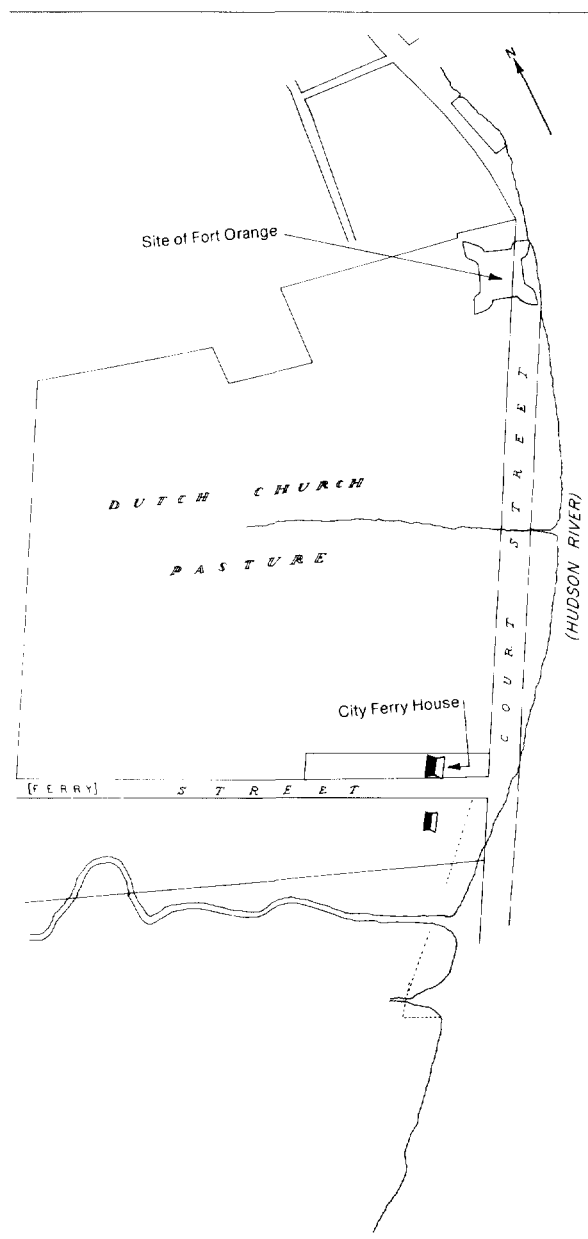 N
Site of Fort Orange
DUTCH CHURCH
PASTURE
COURT STREET
(HUDSON RIVER)
City Ferry House
[FERRY] STREET